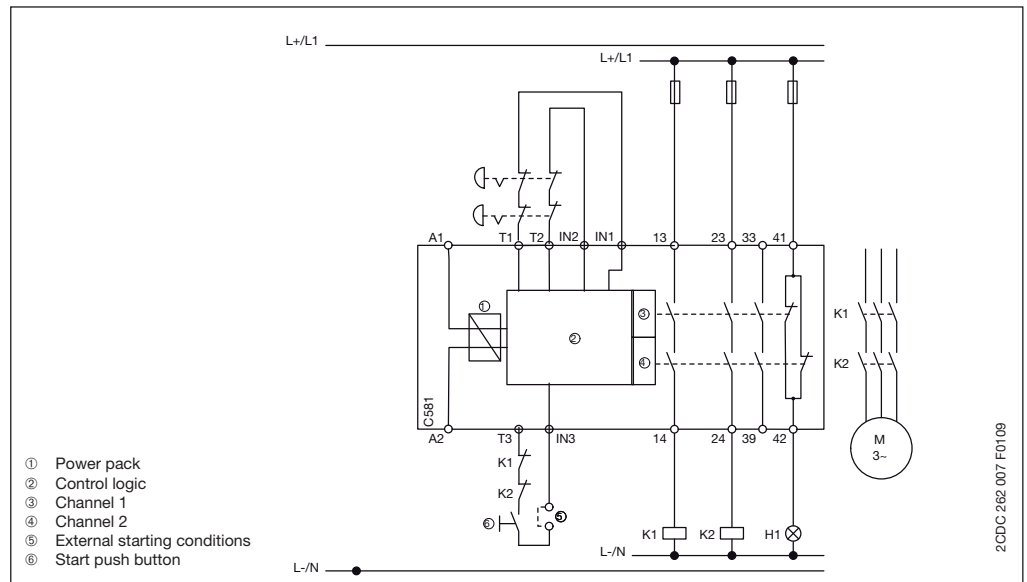 L+/L1
L+/L1
A1 T1 T2 IN2 IN1 13 23 33 41
① ③
② ④
K1
K2
C581
A2 T3 IN3 14 24 39 42
M
3~
K1
K2
⑥ ⑤
K1 K2 H1
L-/N
L-/N
① Power pack
② Control logic
③ Channel 1
④ Channel 2
⑤ External starting conditions
⑥ Start push button
2CDC 262 007 F0109